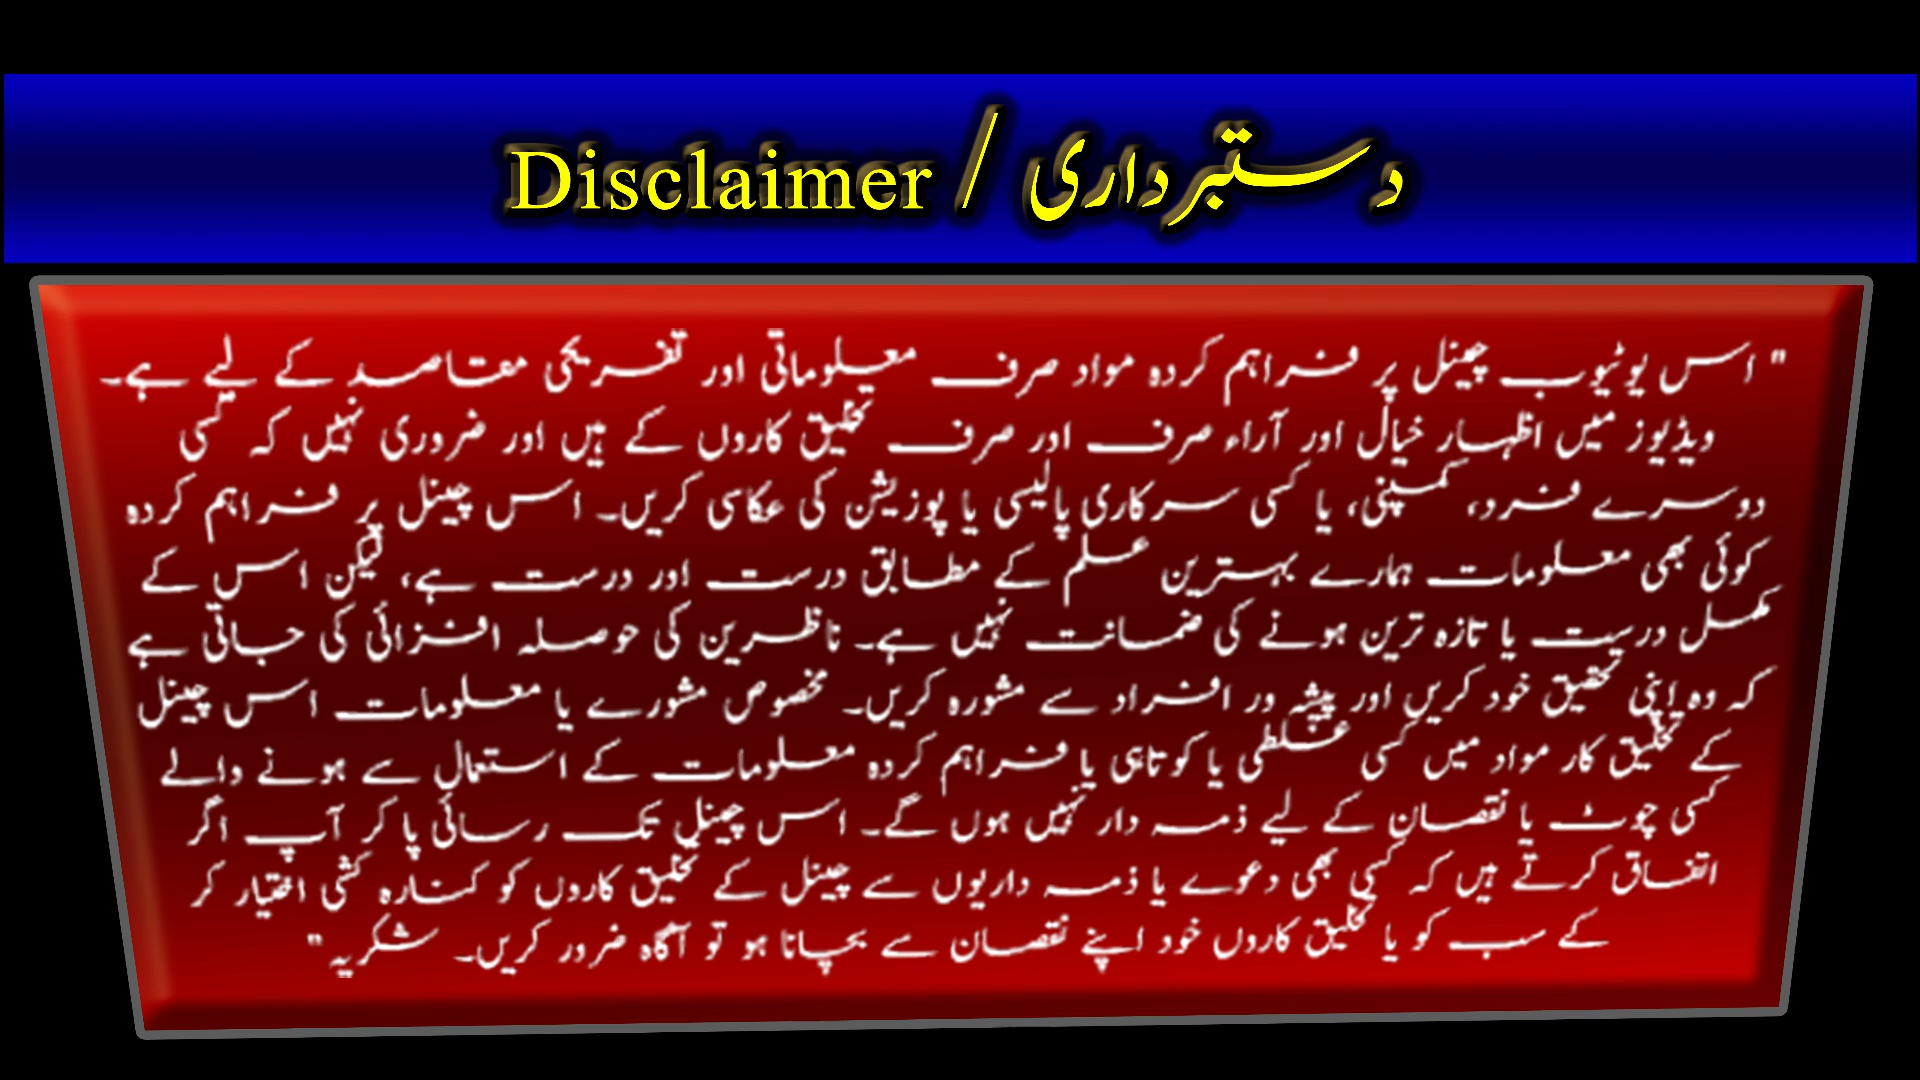 دستبرداری / Disclaimer
" اس یوٹیوب چینل پر فراہم کردہ مواد صرف معلوماتی اور تفریحی مقاصد کے لیے ہے۔
ویڈیوز میں اظہار خیال اور آراء صرف اور صرف تخلیق کاروں کے ہیں اور ضروری نہیں کہ کسی
دوسرے فرد، کمپنی، یا کسی سرکاری پالیسی یا پوزیشن کی عکاسی کریں۔ اس چینل پر فراہم کردہ
کوئی بھی معلومات ہمارے بہترین علم کے مطابق درست اور درست ہے، لیکن اس کے
مکمل درست یا تازہ ترین ہونے کی ضمانت نہیں ہے۔ ناظرین کی حوصلہ افزائی کی جاتی ہے
کہ وہ اپنی تحقیق خود کریں اور پیشہ ور افراد سے مشورہ کریں۔ مخصوص مشورے یا معلومات اس چینل
کے تخلیق کار مواد میں کسی غلطی یا کوتاہی یا فراہم کردہ معلومات کے استعمال سے ہونے والے
کسی چوٹ یا نقصان کے لیے ذمہ دار نہیں ہوں گے۔ اس چینل تک رسائی پا کر آپ اگر
اتفاق کرتے ہیں کہ کسی بھی دعوے یا ذمہ داریوں سے چینل کے تخلیق کاروں کو کنارہ کشی اختیار کر
کے سب کو یا تخلیق کاروں خود اپنے نقصان سے بچانا ہو تو آگاہ ضرور کریں۔ شکریہ "